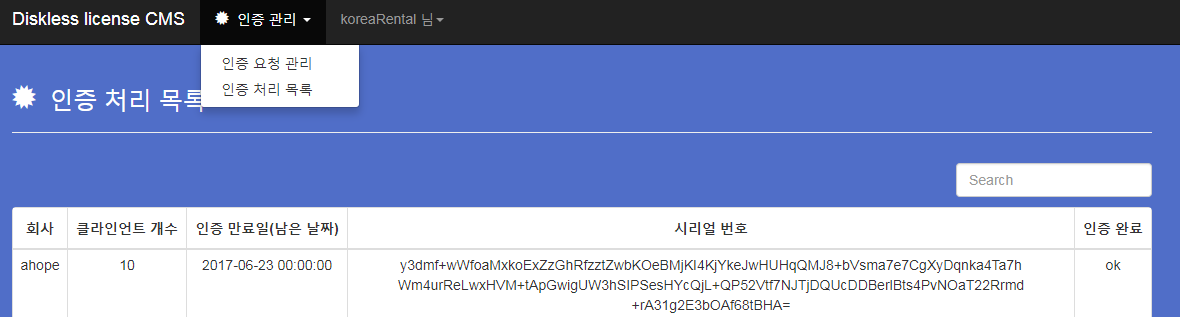 Diskless license CMS 인증 관리 koreaRental 님
인증 요청 관리
인증 처리 목록
인증 처리 목록
Search
회사 클라인언트 개수 인증 만료일(남은 날짜) 시리얼 번호 인증 완료
ahope 10 2017-06-23 00:00:00 y3dmf+wWfoaMxkoExZzGhRfzztZwbKOeBMjKI4KjYkeJwHUHqQMJ8+bVsma7e7CgXyDqnka4Ta7h ok
Wm4urReLwxHVM+tApGwigUW3hSIPSesHYcQjL+QP52Vtf7NJTjDQUcDDBerlBts4PvNOaT22Rrmd
+rA31g2E3bOAf68tBHA=